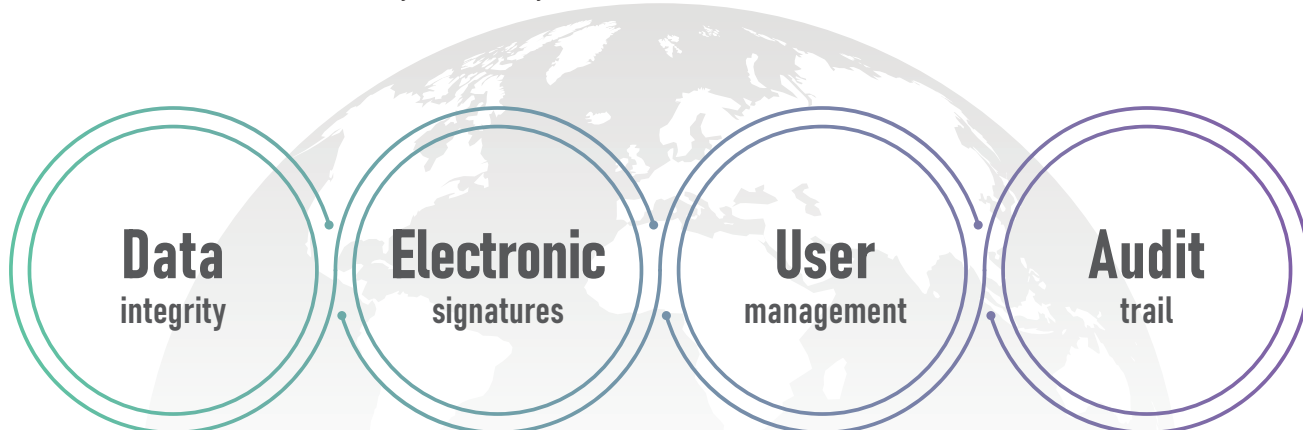 Data
integrity
Electronic
signatures
User
management
Audit
trail